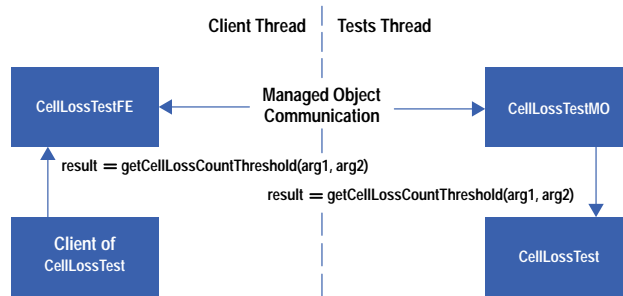 Client Thread
Tests Thread
CellLossTestFE
Managed Object
Communication
CellLossTestMO
result = getCellLossCountThreshold(arg1, arg2)
result = getCellLossCountThreshold(arg1, arg2)
Client of
CellLossTest
CellLossTest